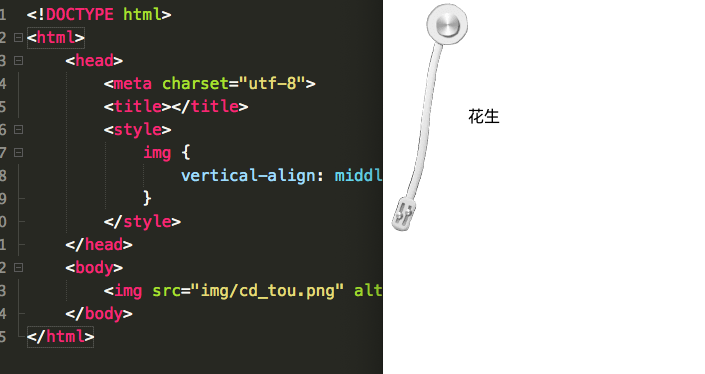 1 <!DOCTYPE html>
2 <html>
3 <head>
4 <meta charset="utf-8">
5 <title></title>
6 <style>
7 img {
8 vertical-align: middl
9 }
0 </style>
1 </head>
2 <body>
3 <img src="img/cd_tou.png" alt
4 </body>
5 </html>
花生